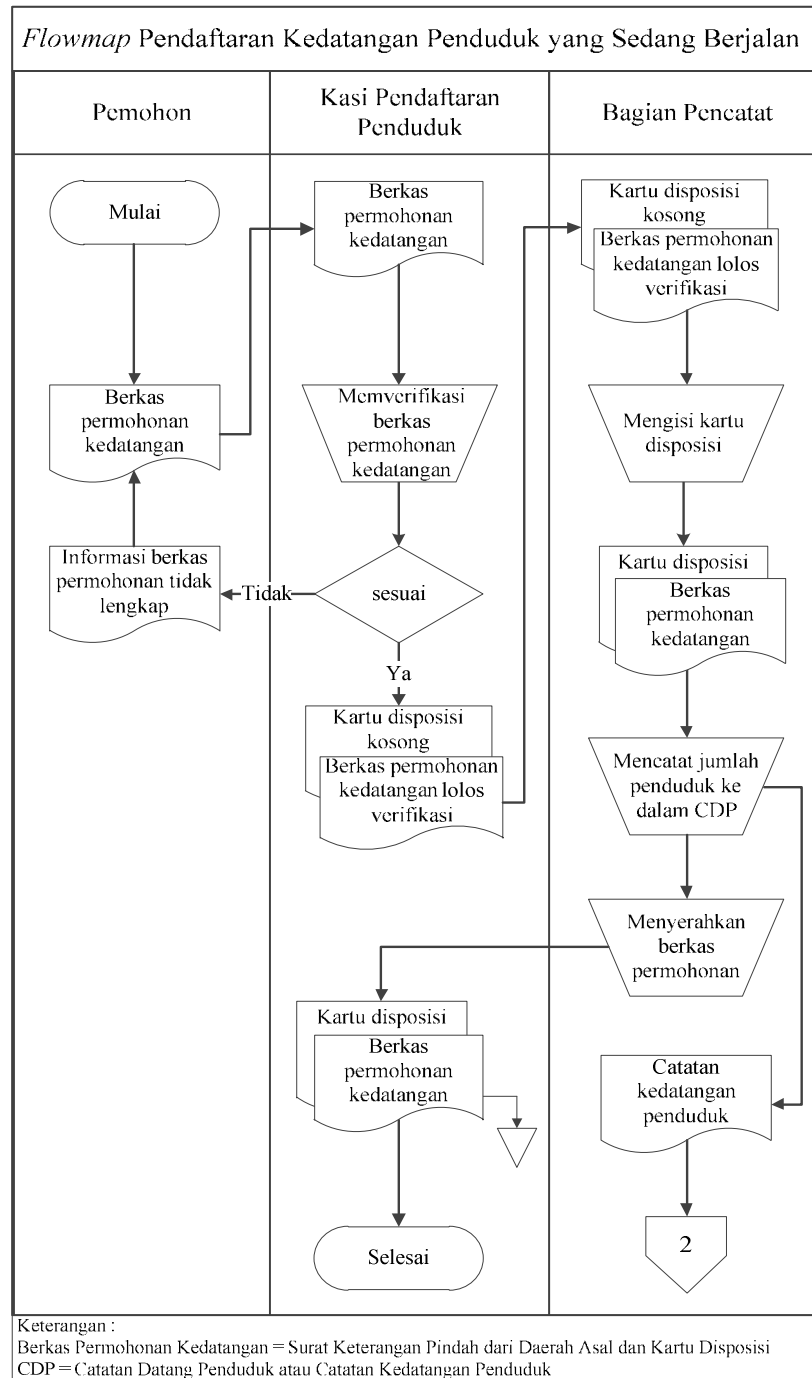 Flowmap Pendaftaran Kedatangan Penduduk yang Sedang Berjalan
Pemohon
Kasi Pendaftaran
Penduduk
Bagian Pencatat
Mulai
Berkas
permohonan
kedatangan
Informasi berkas
permohonan tidak
lengkap
Berkas
permohonan
kedatangan
Memverifikasi
berkas
permohonan
kedatangan
sesuai
Tidak
Ya
Kartu disposisi
kosong
Berkas permohonan
kedatangan lolos
verifikasi
Kartu disposisi
Berkas
permohonan
kedatangan
Selesai
Kartu disposisi
kosong
Berkas permohonan
kedatangan lolos
verifikasi
Mengisi kartu
disposisi
Kartu disposisi
Berkas
permohonan
kedatangan
Mencatat jumlah
penduduk ke
dalam CDP
Menyerahkan
berkas
permohonan
Catatan
kedatangan
penduduk
2
Keterangan :
Berkas Permohonan Kedatangan = Surat Keterangan Pindah dari Daerah Asal dan Kartu Disposisi
CDP = Catatan Datang Penduduk atau Catatan Kedatangan Penduduk